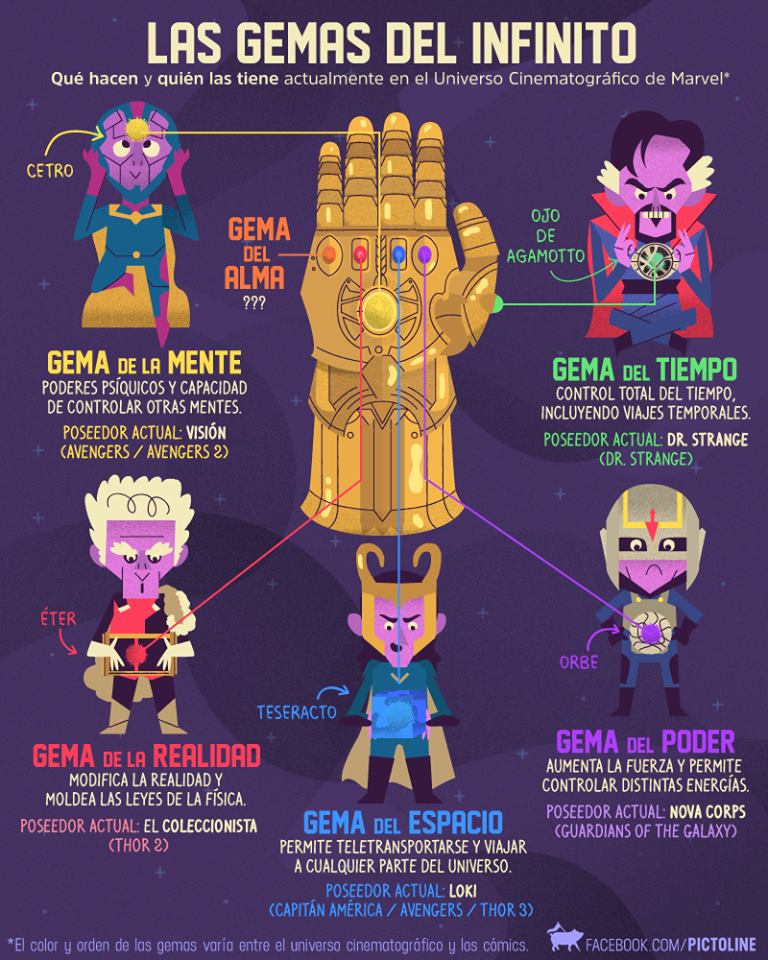 LAS GEMAS DEL INFINITO
Qué hacen y quién las tiene actualmente en el Universo Cinematográfico de Marvel*
CETRO
GEMA
DEL
ALMA
???
OJO
DE
AGAMOTTO
GEMA DE LA MENTE
PODERES PSÍQUICOS Y CAPACIDAD
DE CONTROLAR OTRAS MENTES.
POSEEDOR ACTUAL: VISIÓN
(AVENGERS / AVENGERS 2)
GEMA DEL TIEMPO
CONTROL TOTAL DEL TIEMPO,
INCLUYENDO VIAJES TEMPORALES.
POSEEDOR ACTUAL: DR. STRANGE
(DR. STRANGE)
ÉTER
GEMA DE LA REALIDAD
MODIFICA LA REALIDAD Y
MOLDEA LAS LEYES DE LA FÍSICA.
POSEEDOR ACTUAL: EL COLECCIONISTA
(THOR 2)
TESERACTO
GEMA DEL ESPACIO
PERMITE TELETRANSPORTARSE Y VIAJAR
A CUALQUIER PARTE DEL UNIVERSO.
POSEEDOR ACTUAL: LOKI
(CAPITÁN AMÉRICA / AVENGERS / THOR 3)
ORBE
GEMA DEL PODER
AUMENTA LA FUERZA Y PERMITE
CONTROLAR DISTINTAS ENERGÍAS.
POSEEDOR ACTUAL: NOVA CORPS
(GUARDIANS OF THE GALAXY)
*El color y orden de las gemas varía entre el universo cinematográfico y los cómics.
FACEBOOK.COM/PICTOLINE